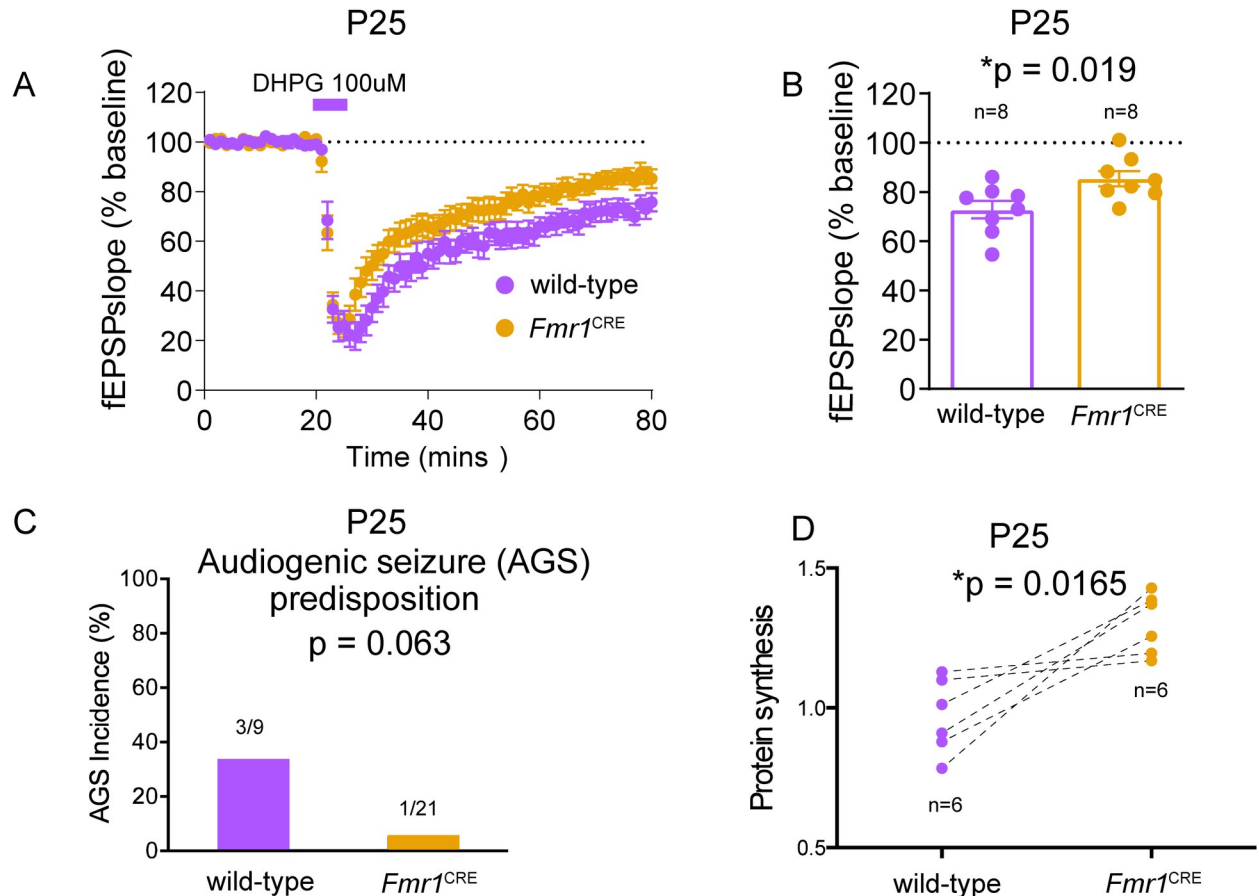 A
P25
DHPG 100uM
fEPSPslope (% baseline)
120
100
80
60
40
20
0
0
20
40
60
80
Time (mins )
wild-type
Fmr1CRE
B
P25
*p = 0.019
n=8
n=8
fEPSPslope (% baseline)
120
100
80
60
40
20
0
wild-type
Fmr1CRE
C
P25
Audiogenic seizure (AGS)
predisposition
p = 0.063
AGS Incidence (%)
100
80
60
40
20
0
3/9
1/21
wild-type
Fmr1CRE
D
P25
*p = 0.0165
Protein synthesis
1.5
1.0
0.5
n=6
n=6
wild-type
Fmr1CRE